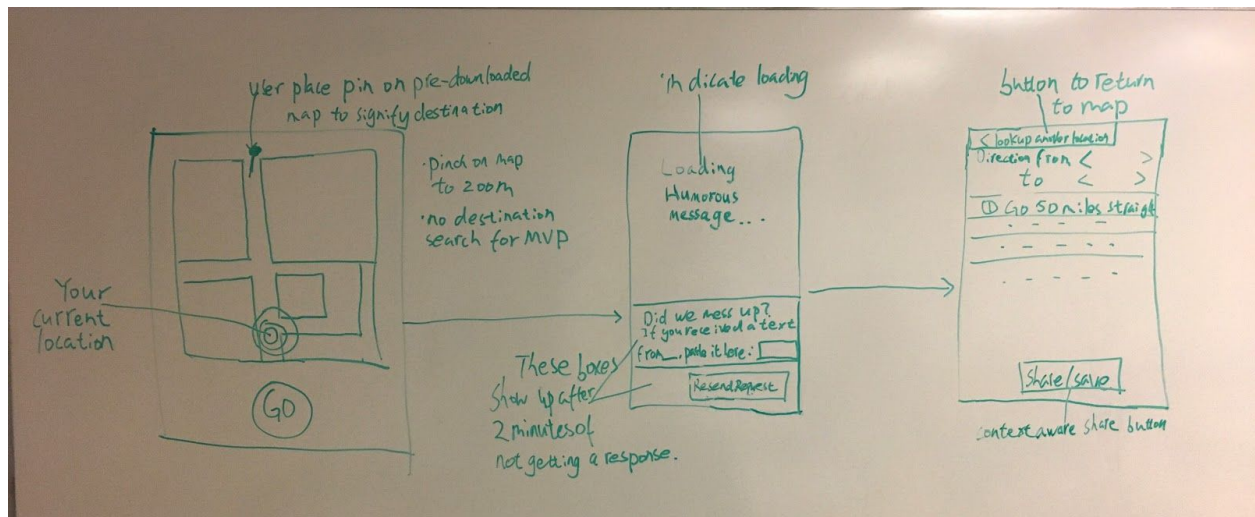 User place pin on pre-downloaded
map to signify destination
· pinch on map
to zoom
· no destination
search for MVP
Your
current
location
GO
indicate loading
Loading
Humorous
message...
Did we mess up?
If you received a text
from__, paste it here:
Resend Request
These boxes
show up after
2 minutes of
not getting a response.
button to return
to map
< lookup another location
Direction from < >
to < >
① Go 50 miles straight
Share/save
context aware share button